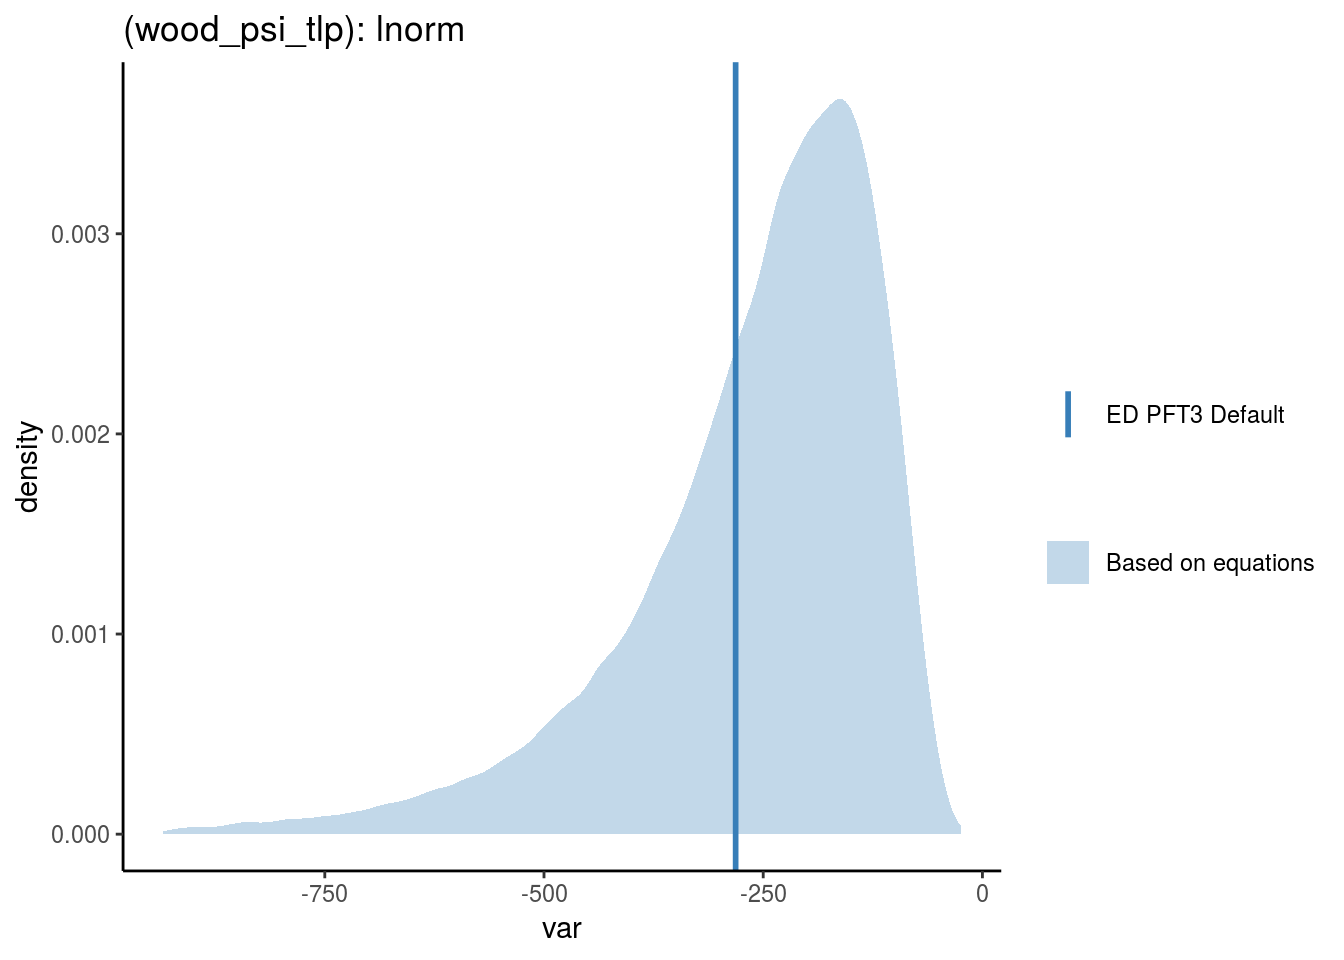 (wood_psi_tlp): lnorm
density
0.003
0.002
0.001
0.000
-750
-500
-250
0
var
ED PFT3 Default
Based on equations